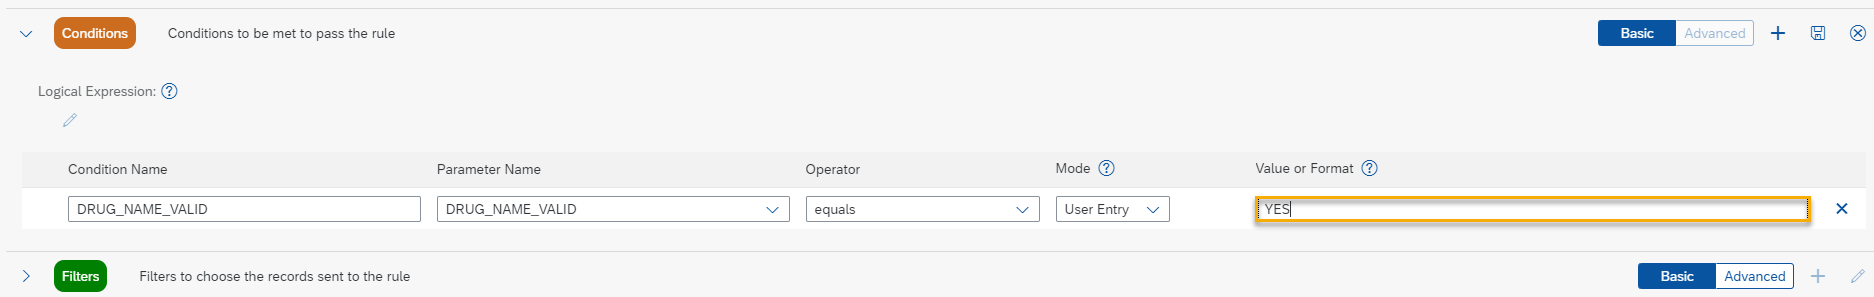 Conditions Conditions to be met to pass the rule Basic Advanced
Logical Expression:
Condition Name Parameter Name Operator Mode Value or Format
DRUG_NAME_VALID DRUG_NAME_VALID equals User Entry YES
Filters Filters to choose the records sent to the rule Basic Advanced